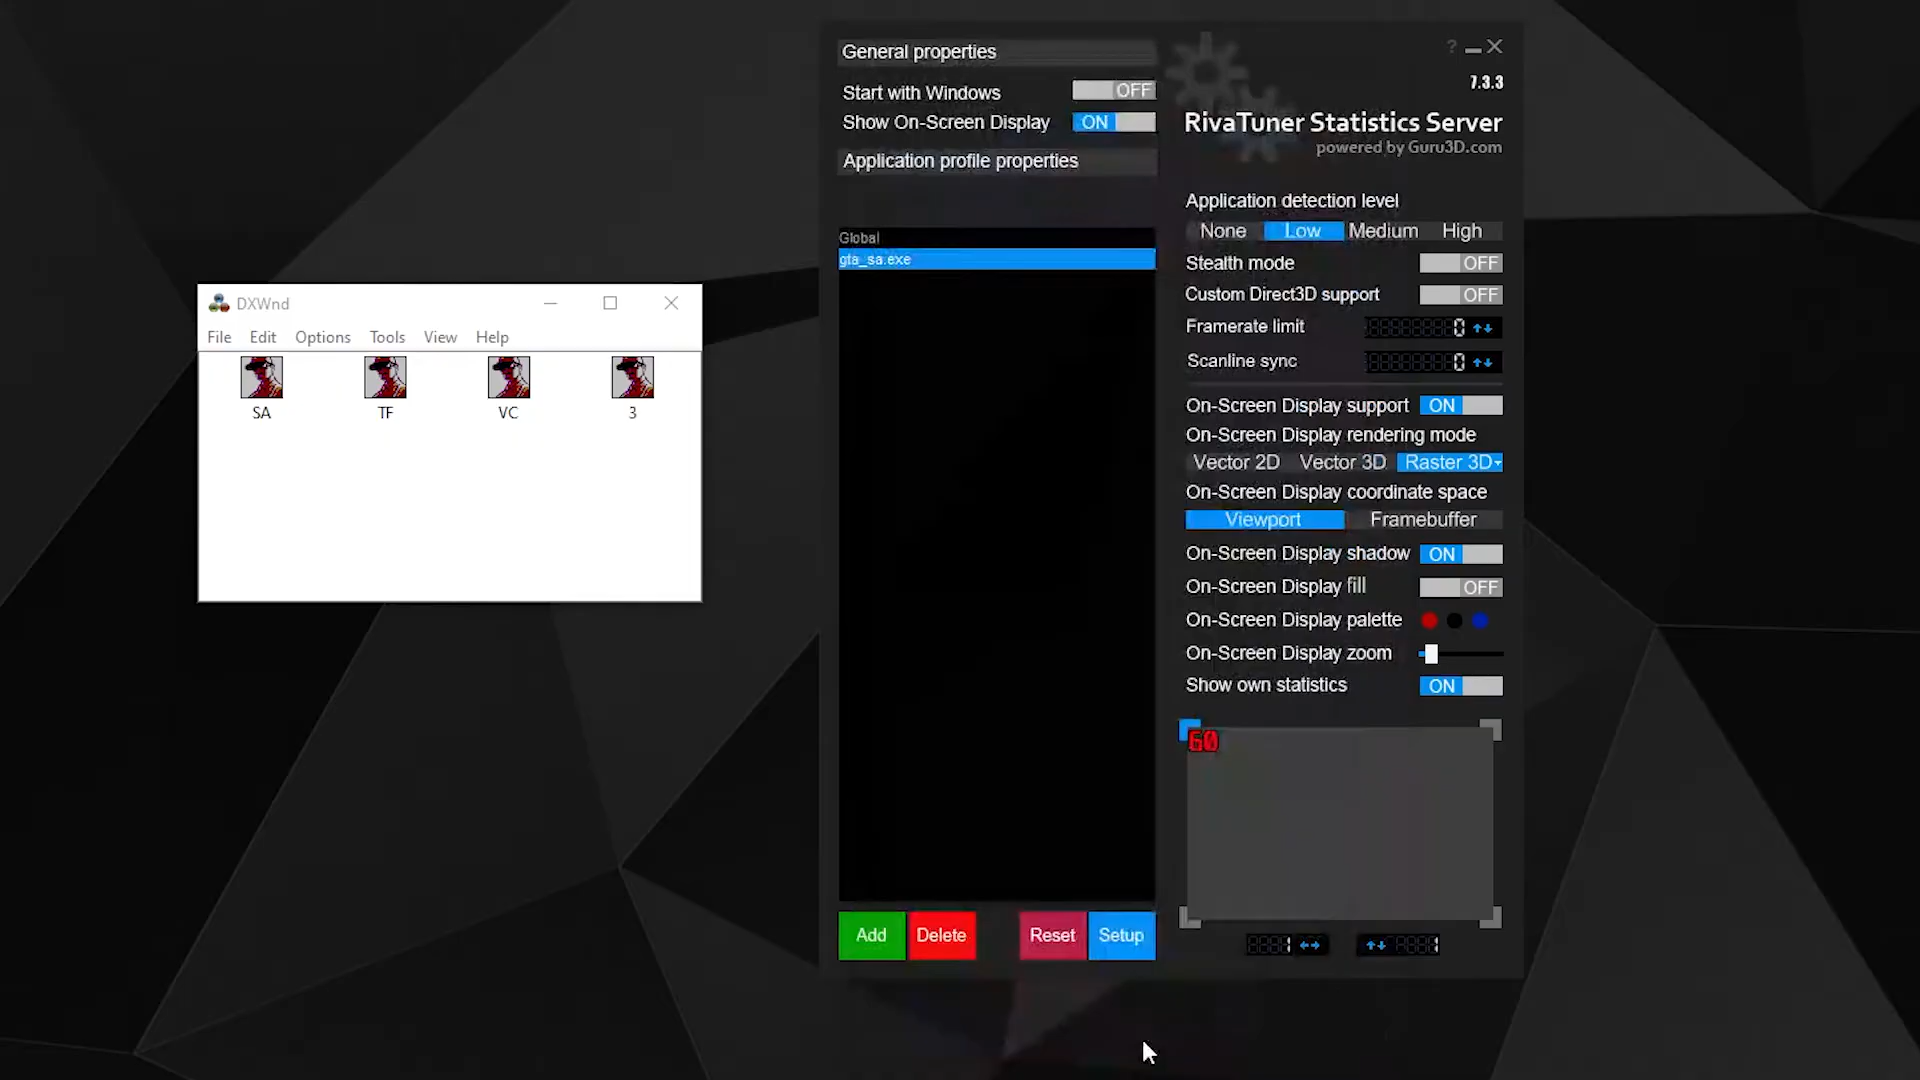 DXWnd
File Edit Options Tools View Help
SA TF VC 3
General properties
Start with Windows OFF
Show On-Screen Display ON
Application profile properties
Global
gta_sa.exe
Add Delete Reset Setup
?
7.3.3
RivaTuner Statistics Server
powered by Guru3D.com
Application detection level
None Low Medium High
Stealth mode OFF
Custom Direct3D support OFF
Framerate limit 0
Scanline sync 0
On-Screen Display support ON
On-Screen Display rendering mode
Vector 2D Vector 3D Raster 3D
On-Screen Display coordinate space
Viewport Framebuffer
On-Screen Display shadow ON
On-Screen Display fill OFF
On-Screen Display palette
On-Screen Display zoom
Show own statistics ON
60
1 1